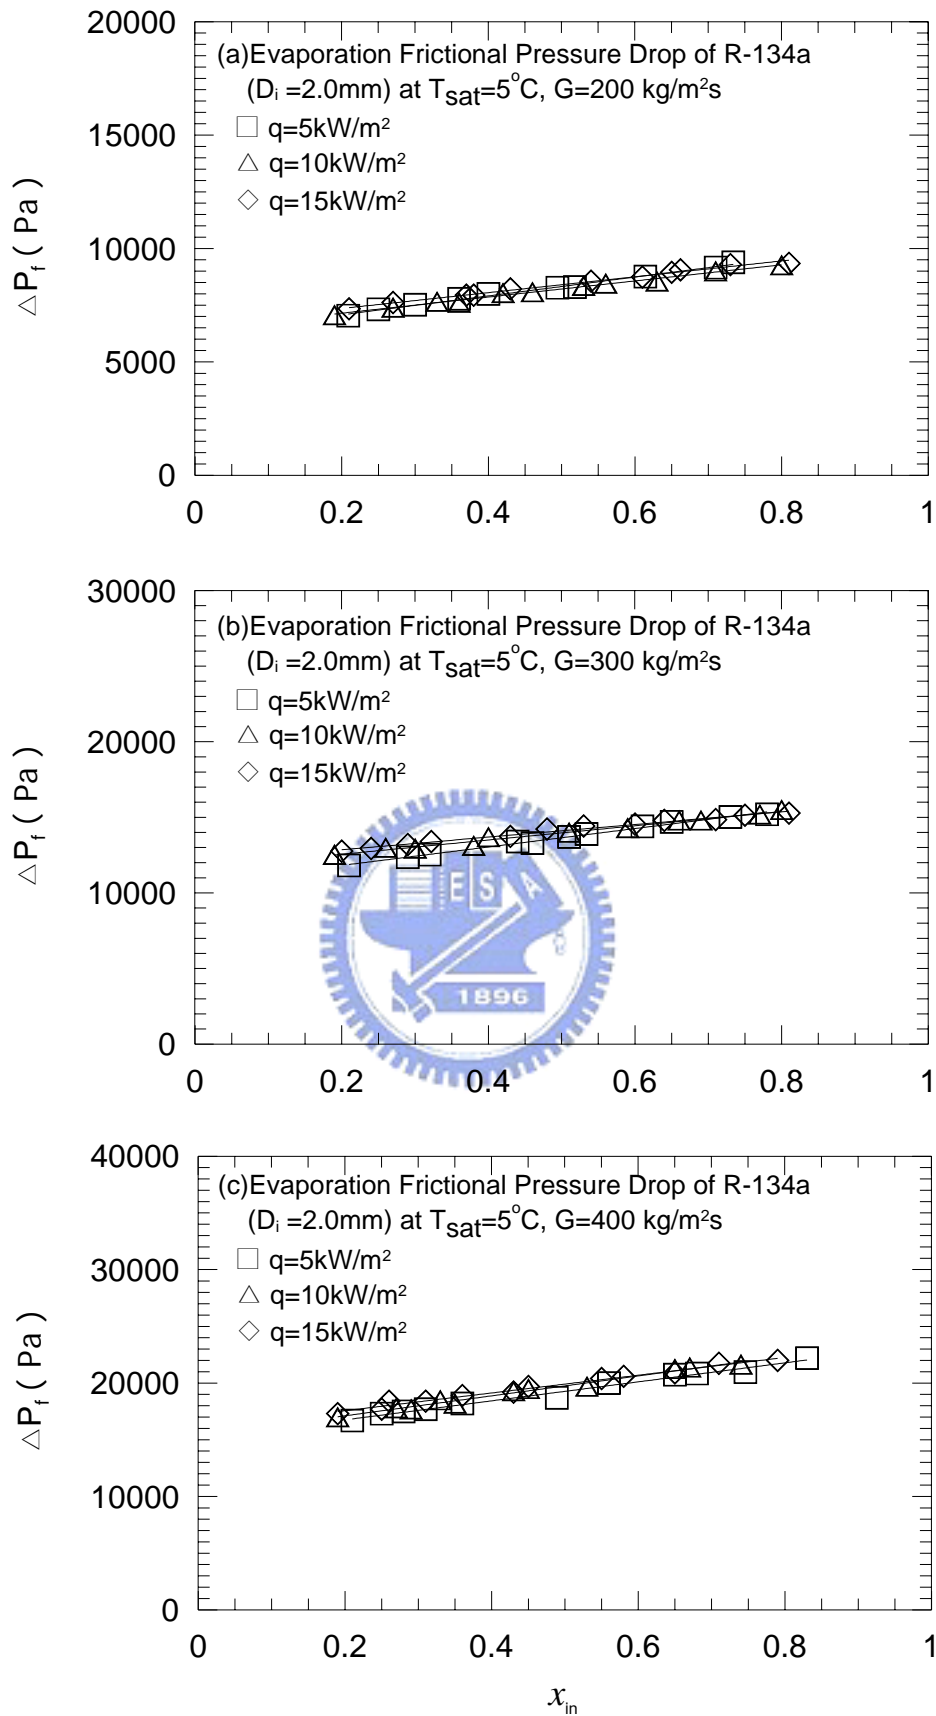 20000
(a)Evaporation Frictional Pressure Drop of R-134a
(Di =2.0mm) at Tsat=5°C, G=200 kg/m²s
15000
q=5kW/m²
q=10kW/m²
q=15kW/m²
△Pf ( Pa )
10000
5000
0
0 0.2 0.4 0.6 0.8 1
30000
(b)Evaporation Frictional Pressure Drop of R-134a
(Di =2.0mm) at Tsat=5°C, G=300 kg/m²s
q=5kW/m²
20000
q=10kW/m²
q=15kW/m²
△Pf ( Pa )
10000
E S A
1896
0
0 0.2 0.4 0.6 0.8 1
40000
(c)Evaporation Frictional Pressure Drop of R-134a
(Di =2.0mm) at Tsat=5°C, G=400 kg/m²s
30000
q=5kW/m²
q=10kW/m²
q=15kW/m²
△Pf ( Pa )
20000
10000
0
0 0.2 0.4 0.6 0.8 1
xin